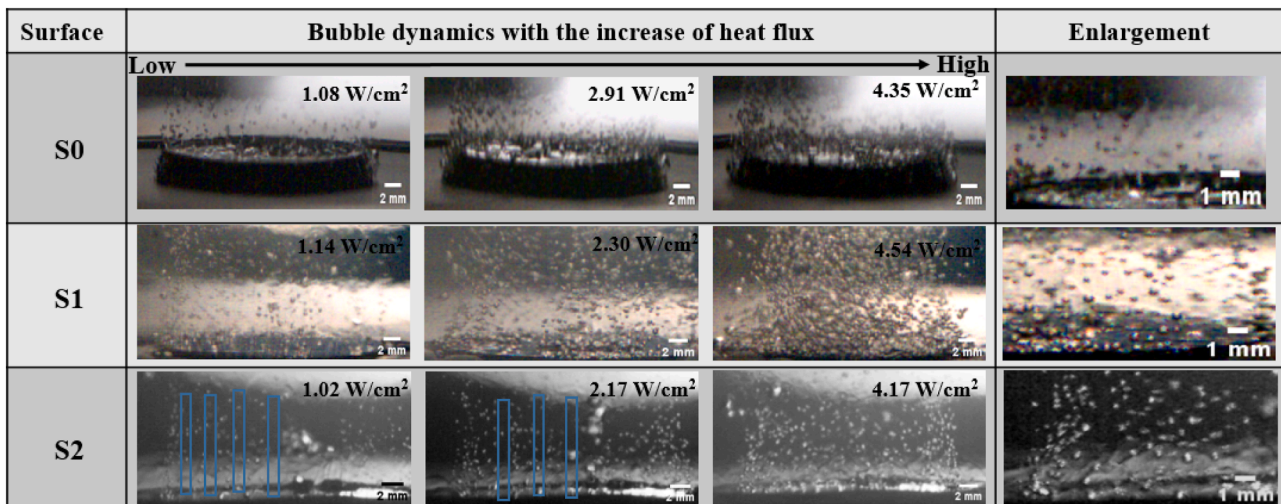 Surface
Bubble dynamics with the increase of heat flux
Enlargement
Low
High
S0
1.08 W/cm²
2 mm
2.91 W/cm²
2 mm
4.35 W/cm²
2 mm
1 mm
S1
1.14 W/cm²
2 mm
2.30 W/cm²
2 mm
4.54 W/cm²
2 mm
1 mm
S2
1.02 W/cm²
2 mm
2.17 W/cm²
2 mm
4.17 W/cm²
2 mm
1 mm